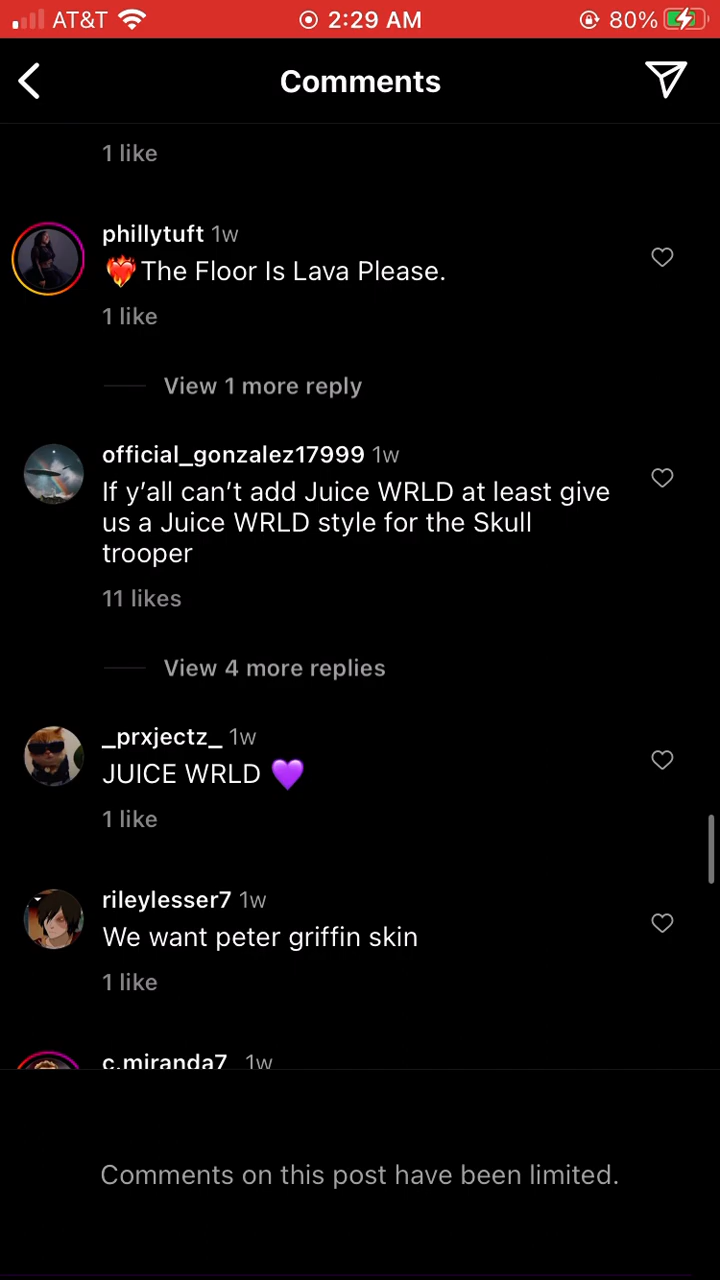 AT&T 2:29 AM 80%
Comments
1 like
phillytuft 1w
❤️‍🔥The Floor Is Lava Please.
1 like
View 1 more reply
official_gonzalez17999 1w
If y’all can’t add Juice WRLD at least give
us a Juice WRLD style for the Skull
trooper
11 likes
View 4 more replies
_prxjectz_ 1w
JUICE WRLD 💜
1 like
rileylesser7 1w
We want peter griffin skin
1 like
c.miranda7_ 1w
Comments on this post have been limited.